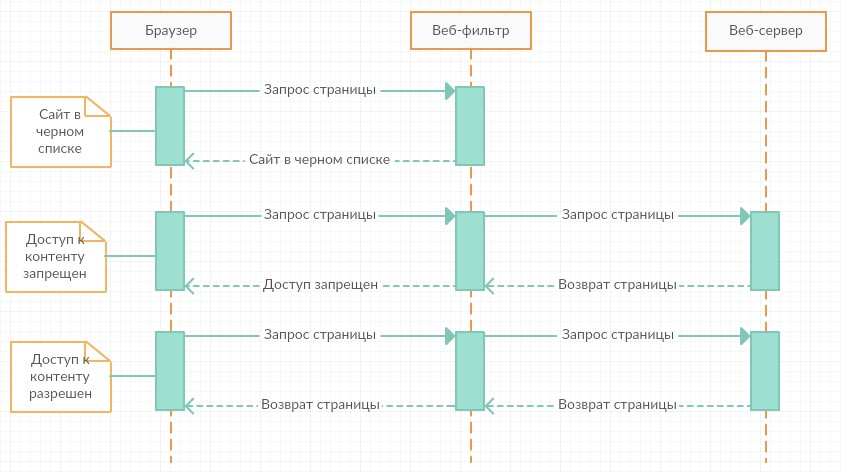 Браузер
Веб-фильтр
Веб-сервер
Запрос страницы
Сайт в
черном
списке
Сайт в черном списке
Запрос страницы
Запрос страницы
Доступ к
контенту
запрещен
Доступ запрещен
Возврат страницы
Запрос страницы
Запрос страницы
Доступ к
контенту
разрешен
Возврат страницы
Возврат страницы